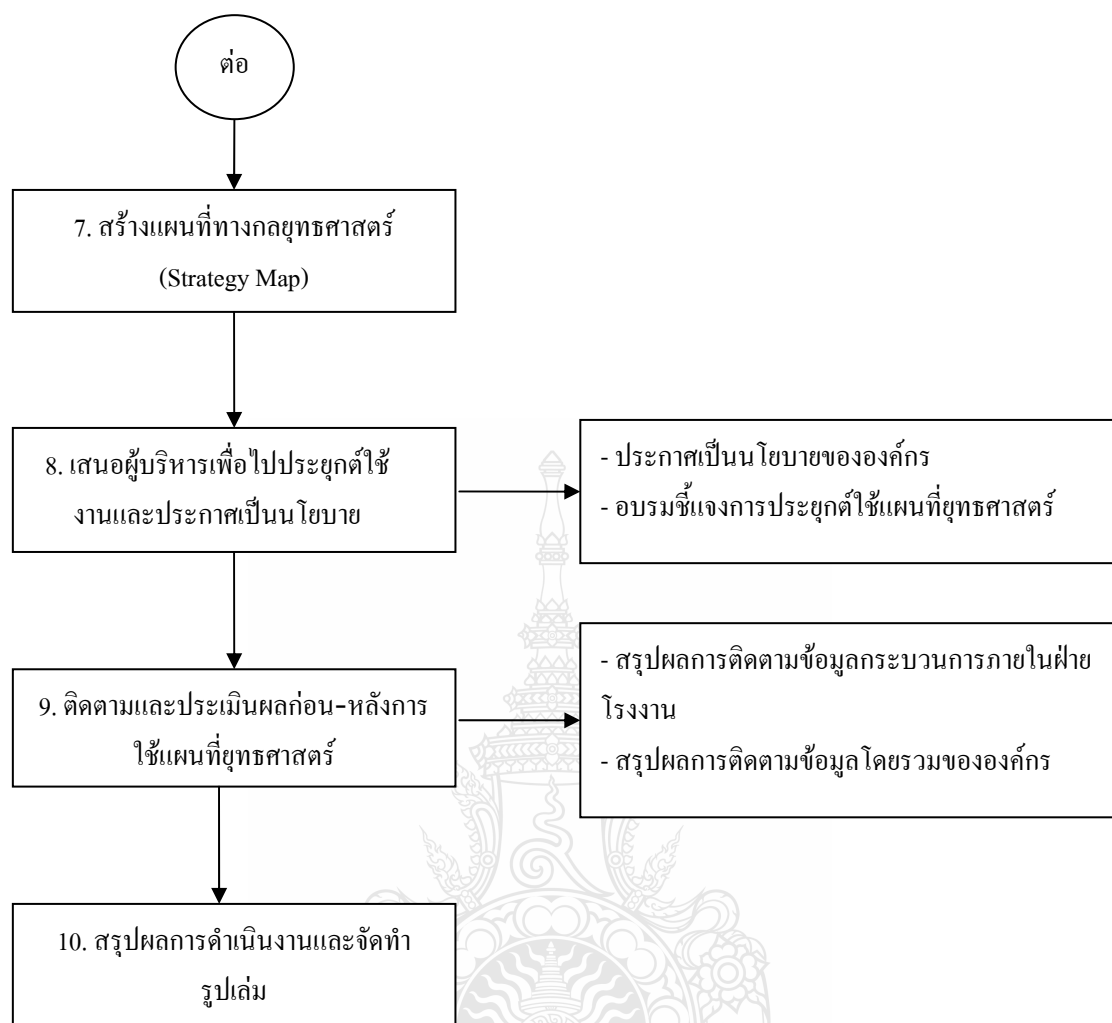 ต่อ
7. สร้างแผนที่ทางกลยุทธศาสตร์
(Strategy Map)
8. เสนอผู้บริหารเพื่อไปประยุกต์ใช้
งานและประกาศเป็นนโยบาย
- ประกาศเป็นนโยบายขององค์กร
- อบรมชี้แจงการประยุกต์ใช้แผนที่ยุทธศาสตร์
9. ติดตามและประเมินผลก่อน-หลังการ
ใช้แผนที่ยุทธศาสตร์
- สรุปผลการติดตามข้อมูลกระบวนการภายในฝ่าย
โรงงาน
- สรุปผลการติดตามข้อมูลโดยรวมขององค์กร
10. สรุปผลการดำเนินงานและจัดทำ
รูปเล่ม